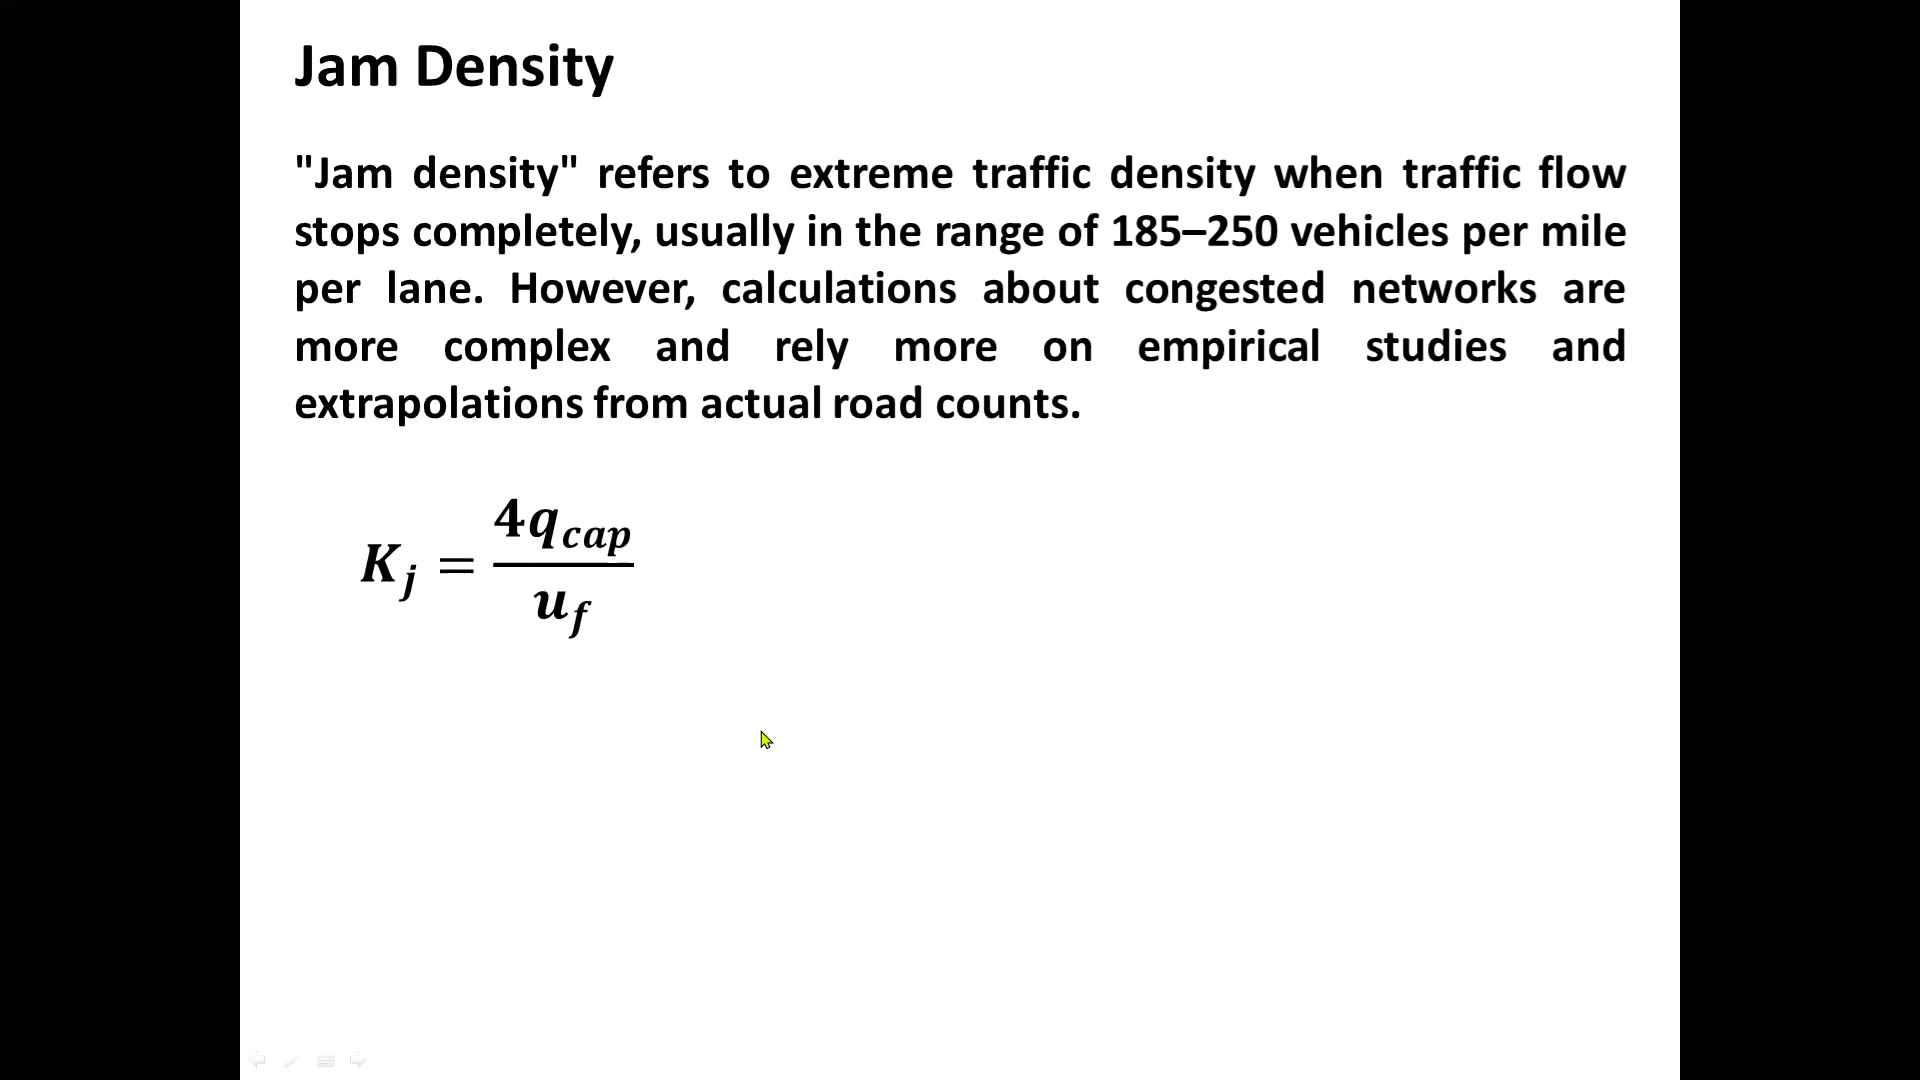 Jam Density
"Jam density" refers to extreme traffic density when traffic flow
stops completely, usually in the range of 185–250 vehicles per mile
per lane. However, calculations about congested networks are
more complex and rely more on empirical studies and
extrapolations from actual road counts.
K_j = 4q_cap / u_f